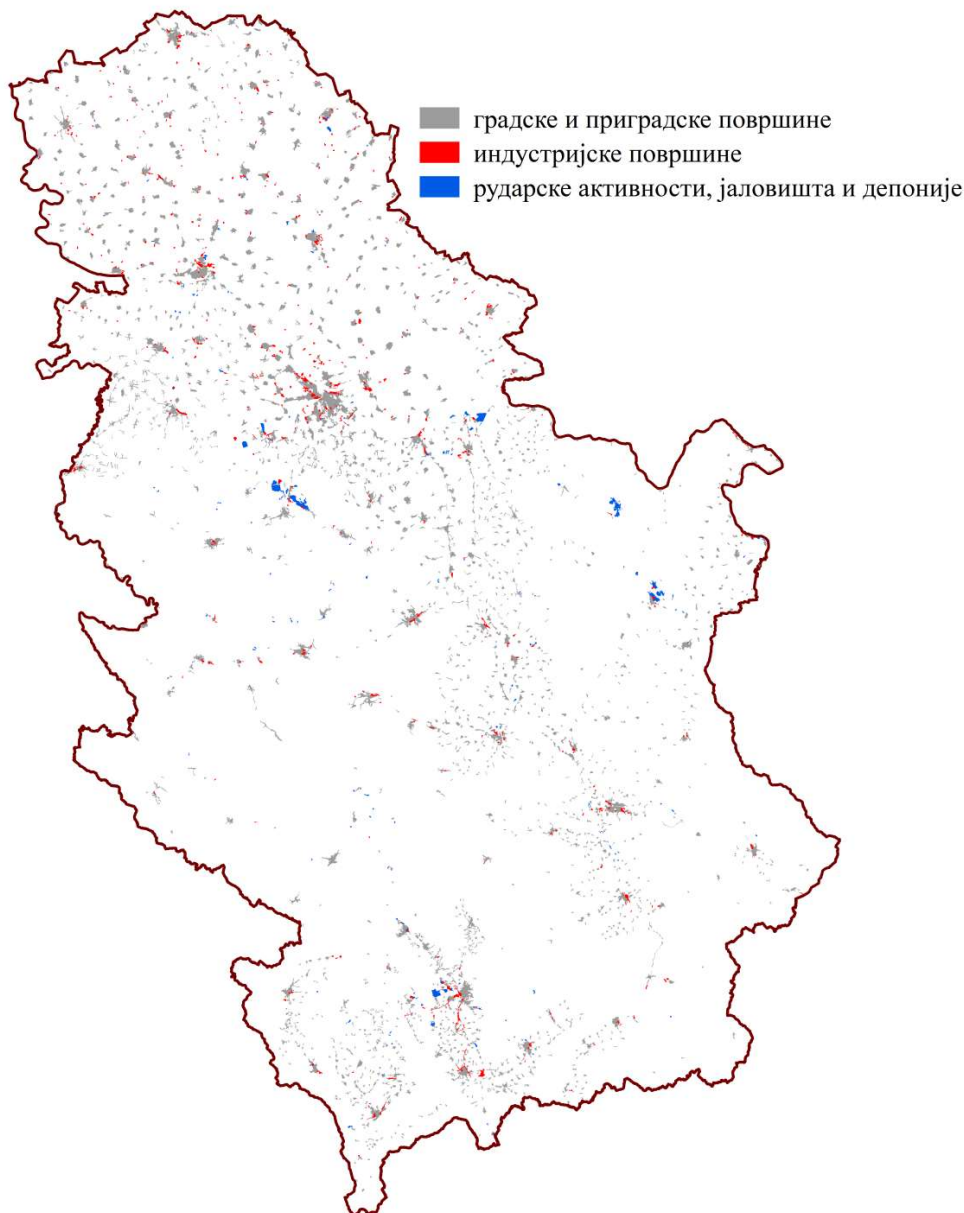 градске и приградске површине
индустријске површине
рударске активности, јаловишта и депоније